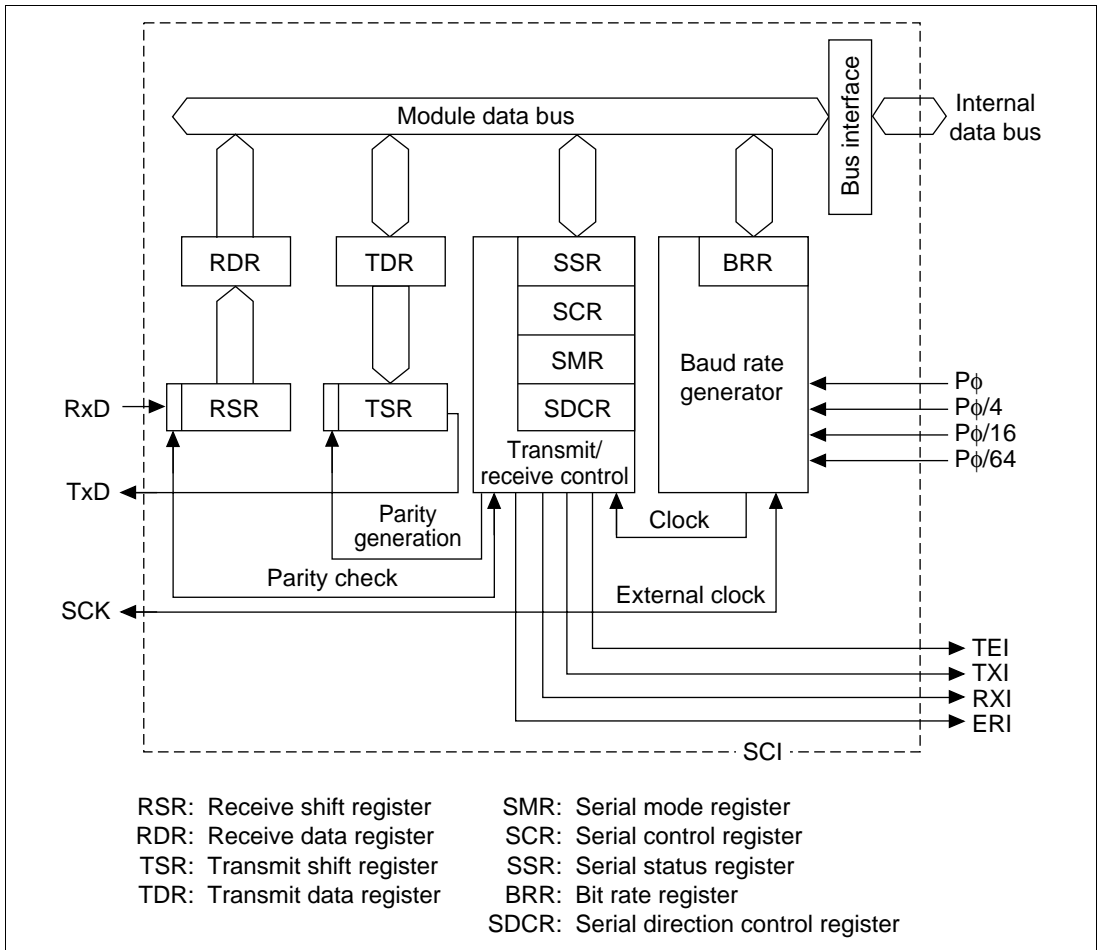 Module data bus
Bus interface
Internal
data bus
RDR
TDR
SSR
BRR
SCR
SMR
SDCR
Baud rate
generator
RxD
RSR
TSR
Pϕ
Pϕ/4
Pϕ/16
Pϕ/64
Transmit/
receive control
TxD
Parity
generation
Clock
Parity check
SCK
External clock
TEI
TXI
RXI
ERI
SCI
RSR: Receive shift register
RDR: Receive data register
TSR: Transmit shift register
TDR: Transmit data register
SMR: Serial mode register
SCR: Serial control register
SSR: Serial status register
BRR: Bit rate register
SDCR: Serial direction control register